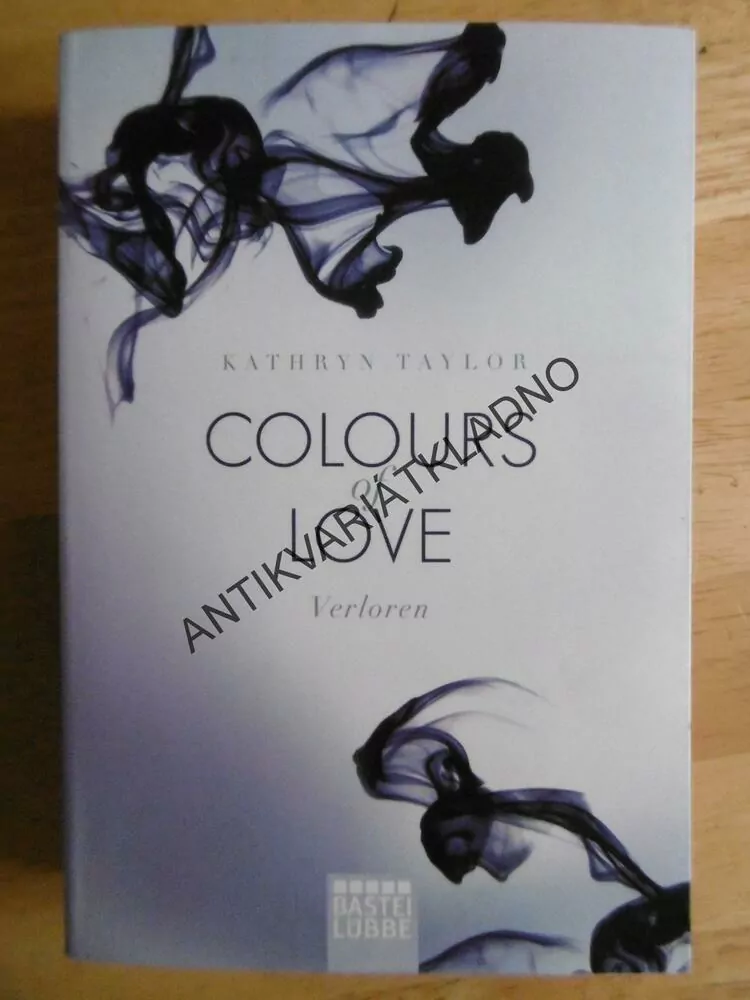 KATHRYN TAYLOR
COLOURS
of
LOVE
Verloren
ANTIKVARIÁTKLADNO
BASTEI
LÜBBE